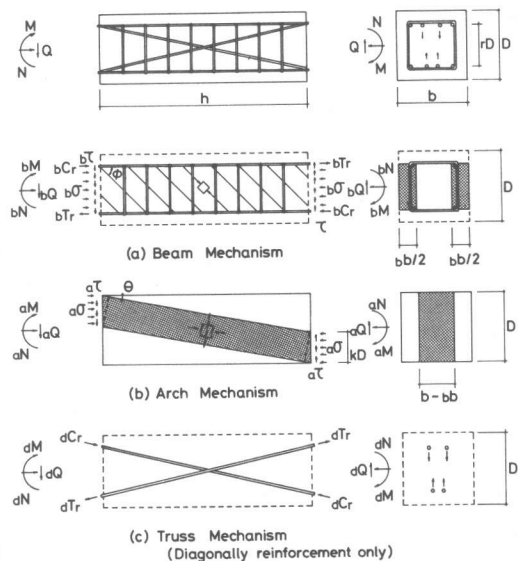 M
Q
N
h
N
Q
M
rD
D
b
bM
bCr
bτ
ϕ
bσ
bQ
bN
bTr
bTr
bσ
bCr
τ
bN
bQ
bM
D
bb/2
bb/2
(a) Beam Mechanism
aτ
θ
aσ
aM
aQ
aN
aσ
kD
aτ
aN
aQ
aM
D
b - bb
(b) Arch Mechanism
dM
dCr
dQ
dN
dTr
dTr
dCr
dN
dQ
dM
D
(c) Truss Mechanism
(Diagonally reinforcement only)